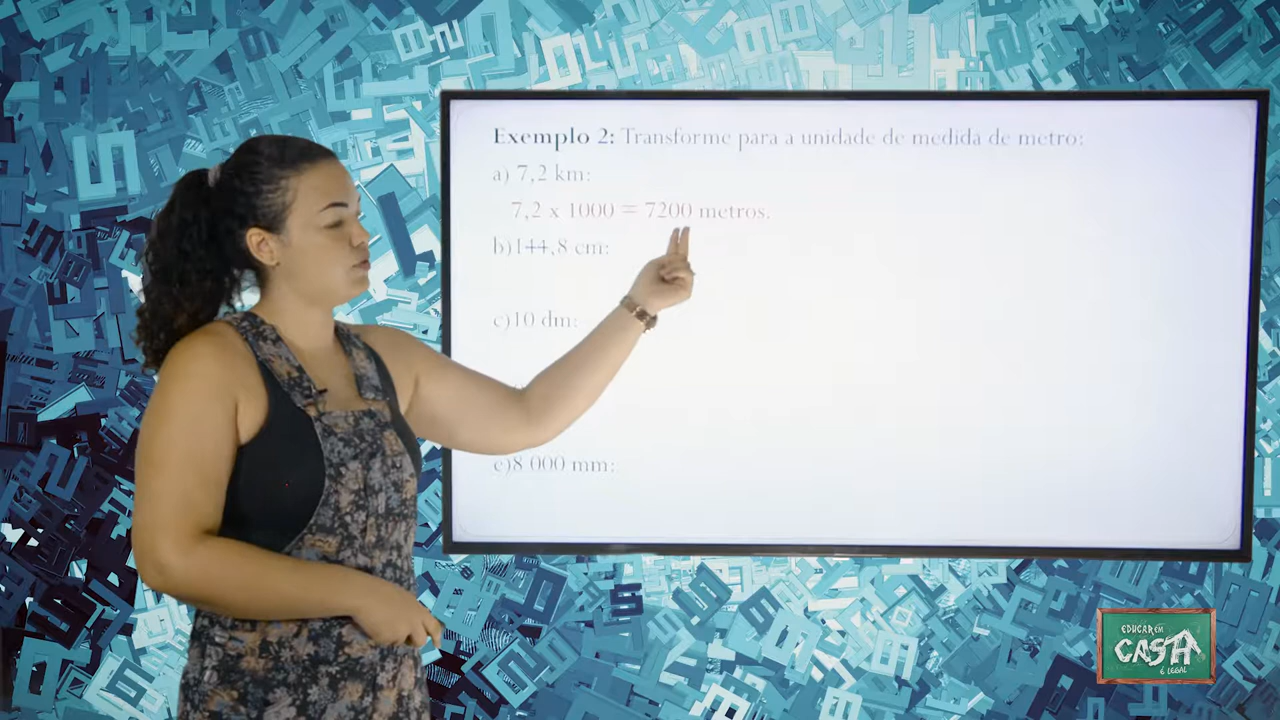 Exemplo 2: Transforme para a unidade de medida de metro:
a) 7,2 km:
7,2 x 1000 = 7200 metros.
b)144,8 cm:
c)10 dm:
e)8 000 mm:
EDUCAR EM
CASA
É LEGAL